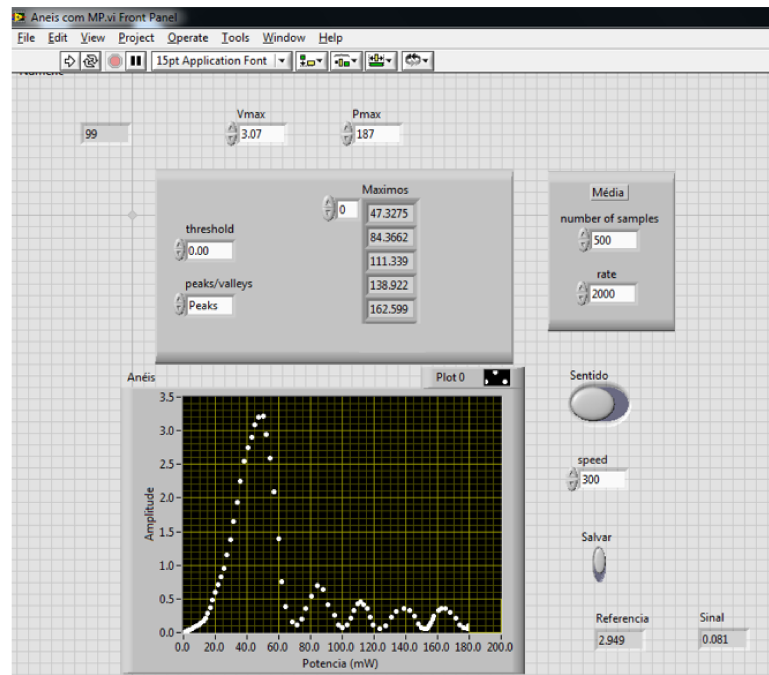 Aneis com MP.vi Front Panel
File Edit View Project Operate Tools Window Help
15pt Application Font
Numeric
99
Vmax
3.07
Pmax
187
threshold
0.00
peaks/valleys
Peaks
Maximos
0
47.3275
84.3662
111.339
138.922
162.599
Média
number of samples
500
rate
2000
Anéis
Plot 0
Amplitude
3.5
3.0
2.5
2.0
1.5
1.0
0.5
0.0
0.0 20.0 40.0 60.0 80.0 100.0 120.0 140.0 160.0 180.0 200.0
Potencia (mW)
Sentido
speed
300
Salvar
Referencia
2.949
Sinal
0.081